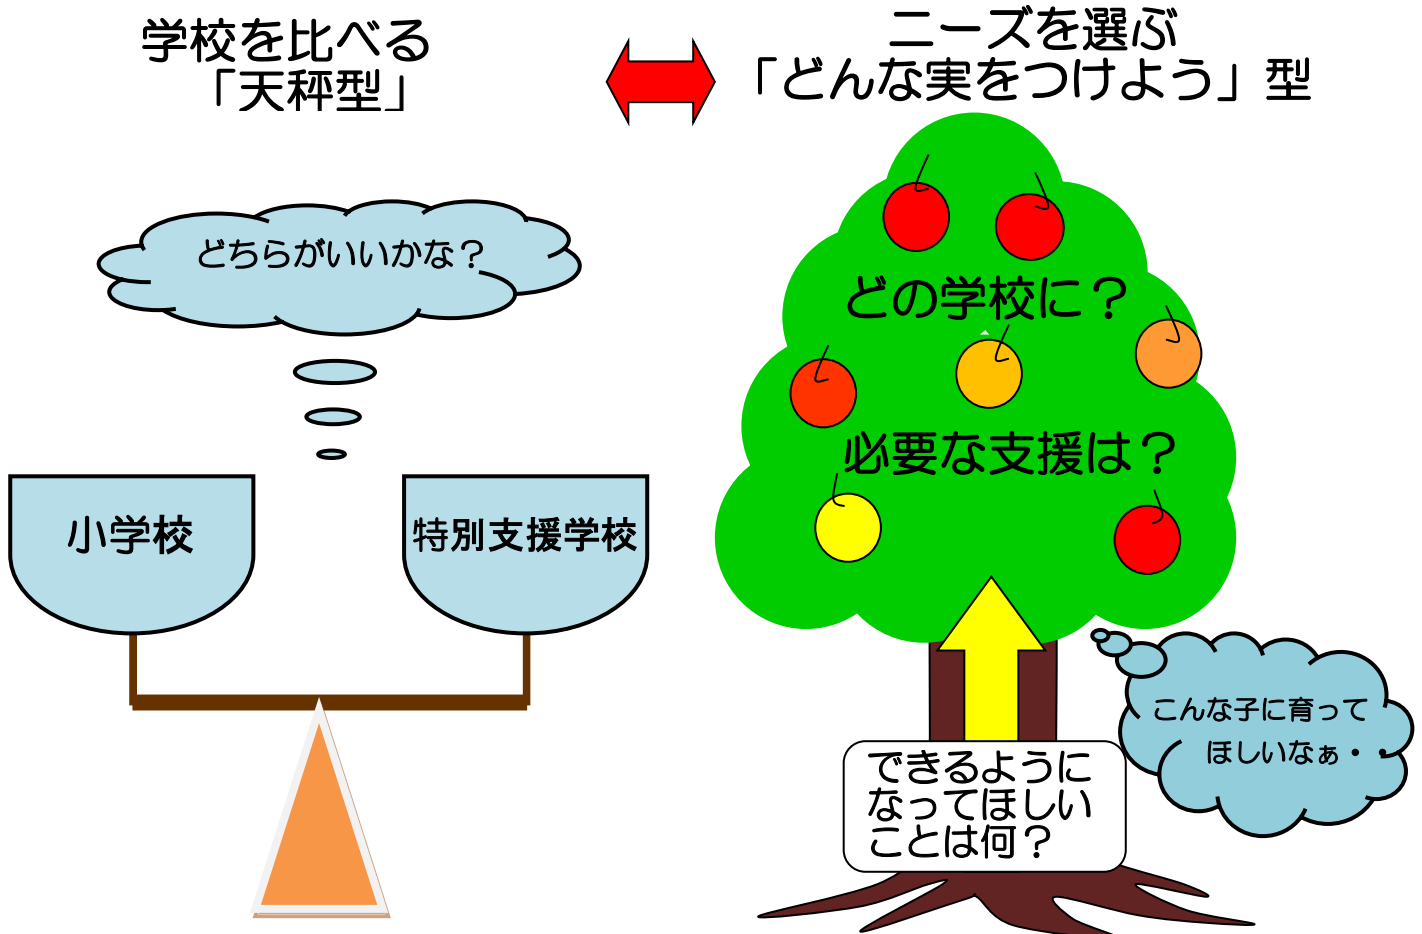 学校を比べる
「天秤型」
ニーズを選ぶ
「どんな実をつけよう」型
どちらがいいかな？
小学校
特別支援学校
どの学校に？
必要な支援は？
できるように
なってほしい
ことは何？
こんな子に育って
ほしいなぁ・・